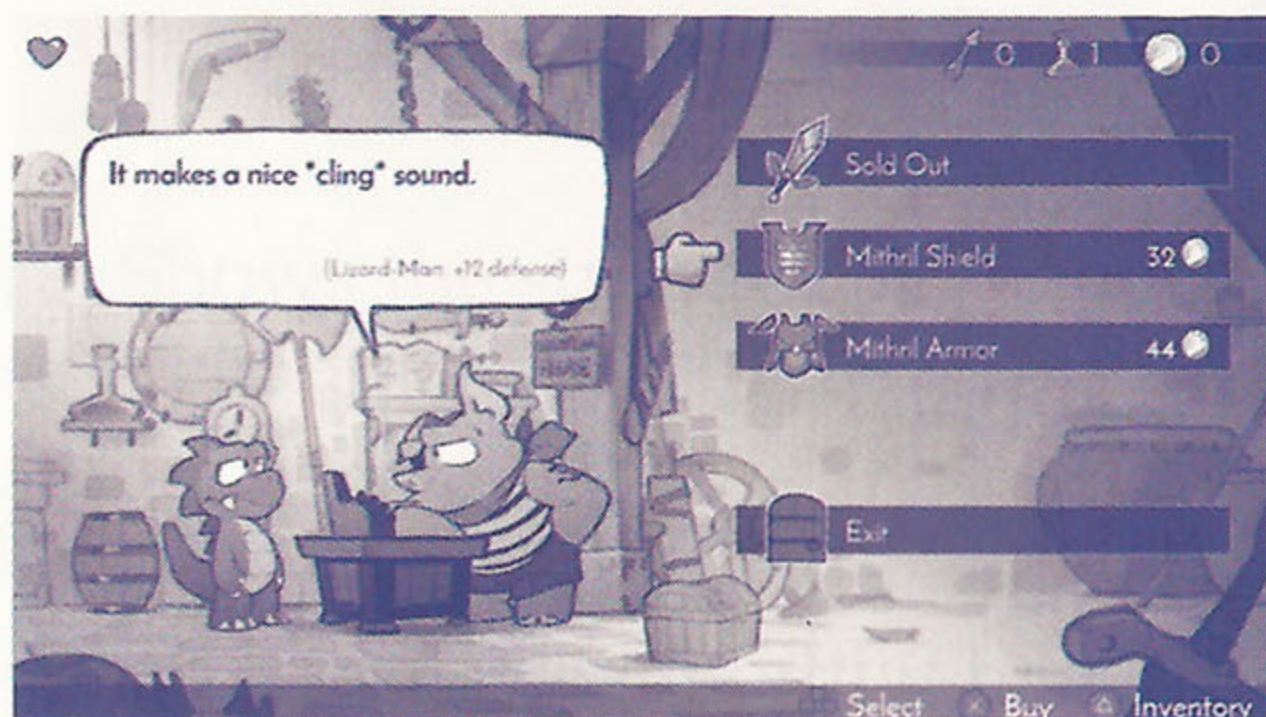 0 1 0
It makes a nice *cling* sound.
(Lizard-Man +12 defense)
Sold Out
Mithril Shield 32
Mithril Armor 44
Exit
Select Buy Inventory